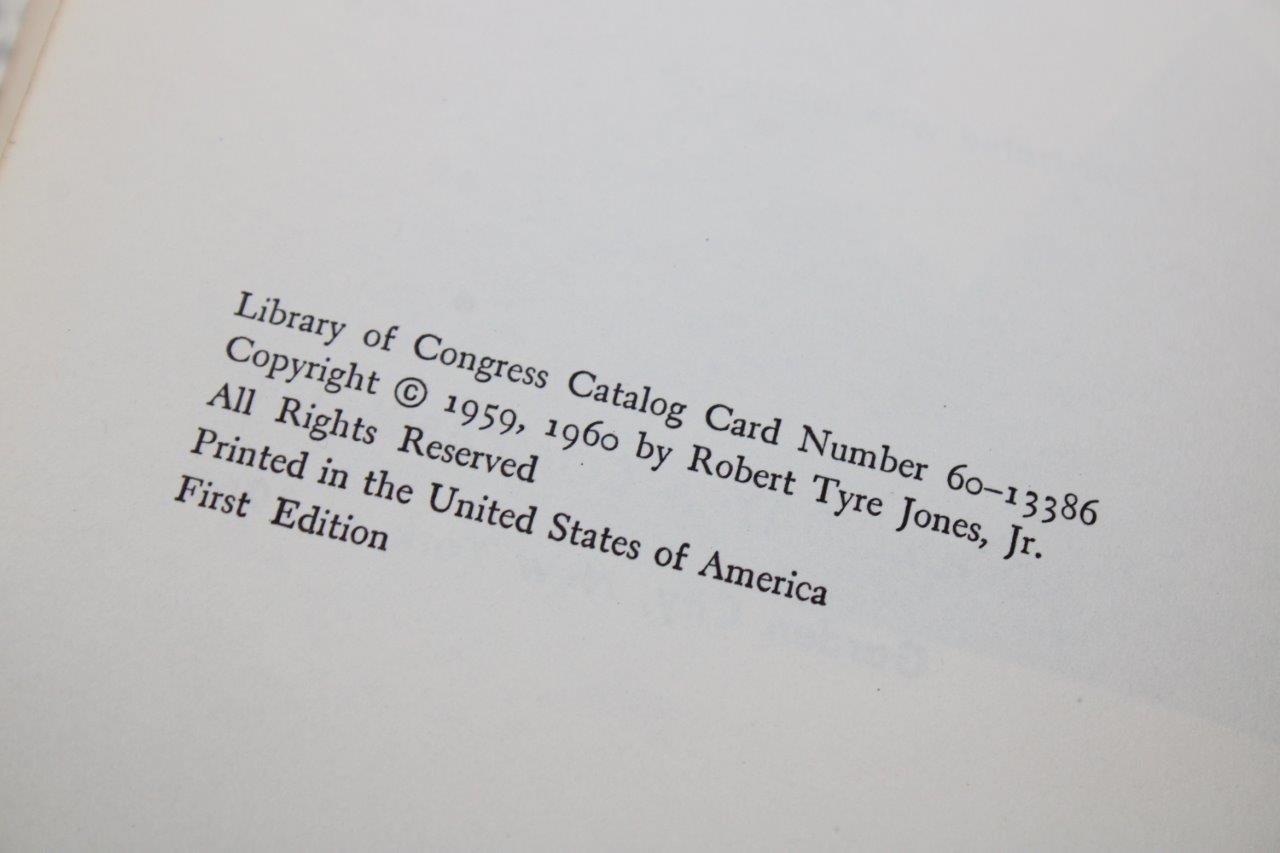 Library of Congress Catalog Card Number 60–13386
Copyright © 1959, 1960 by Robert Tyre Jones, Jr.
All Rights Reserved
Printed in the United States of America
First Edition